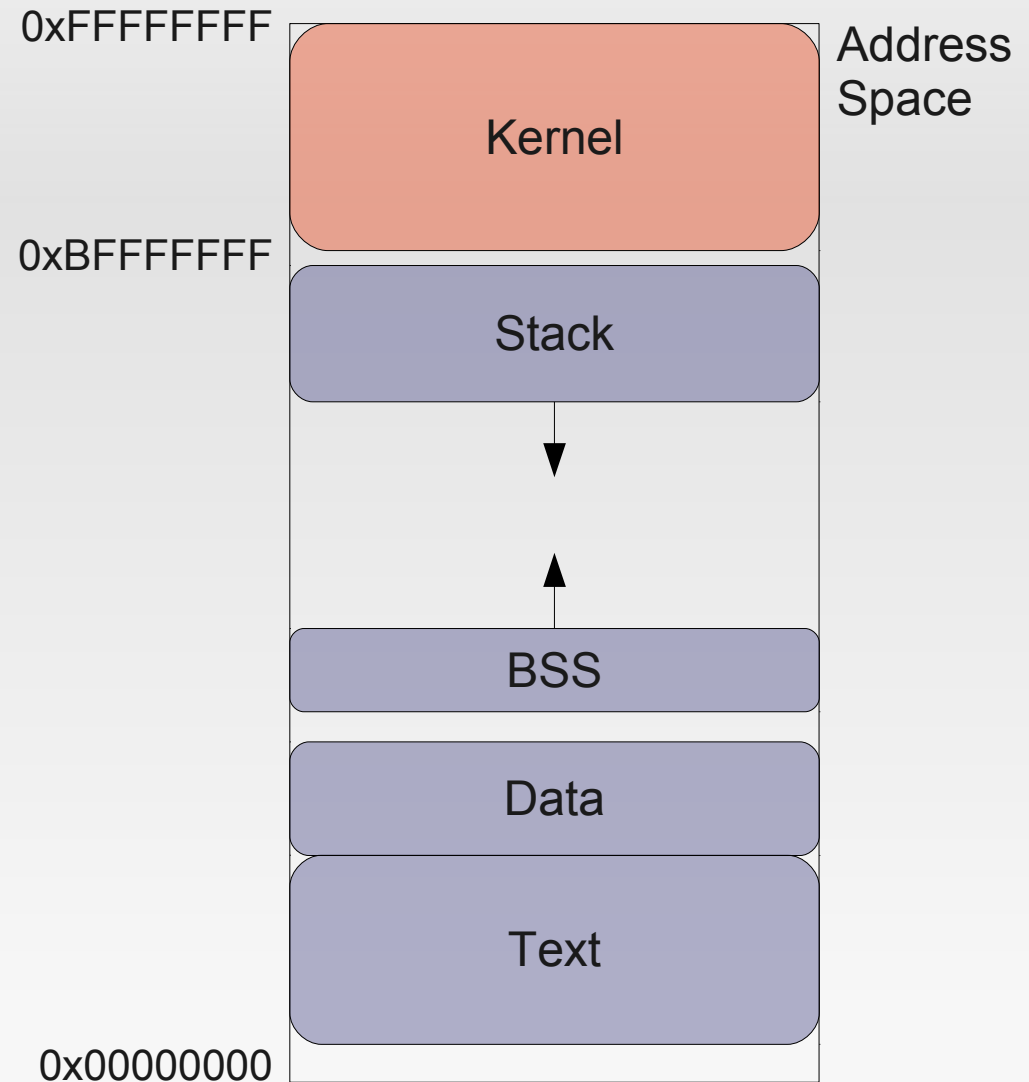 0xFFFFFFFF
Address
Space
Kernel
0xBFFFFFFF
Stack
BSS
Data
Text
0x00000000